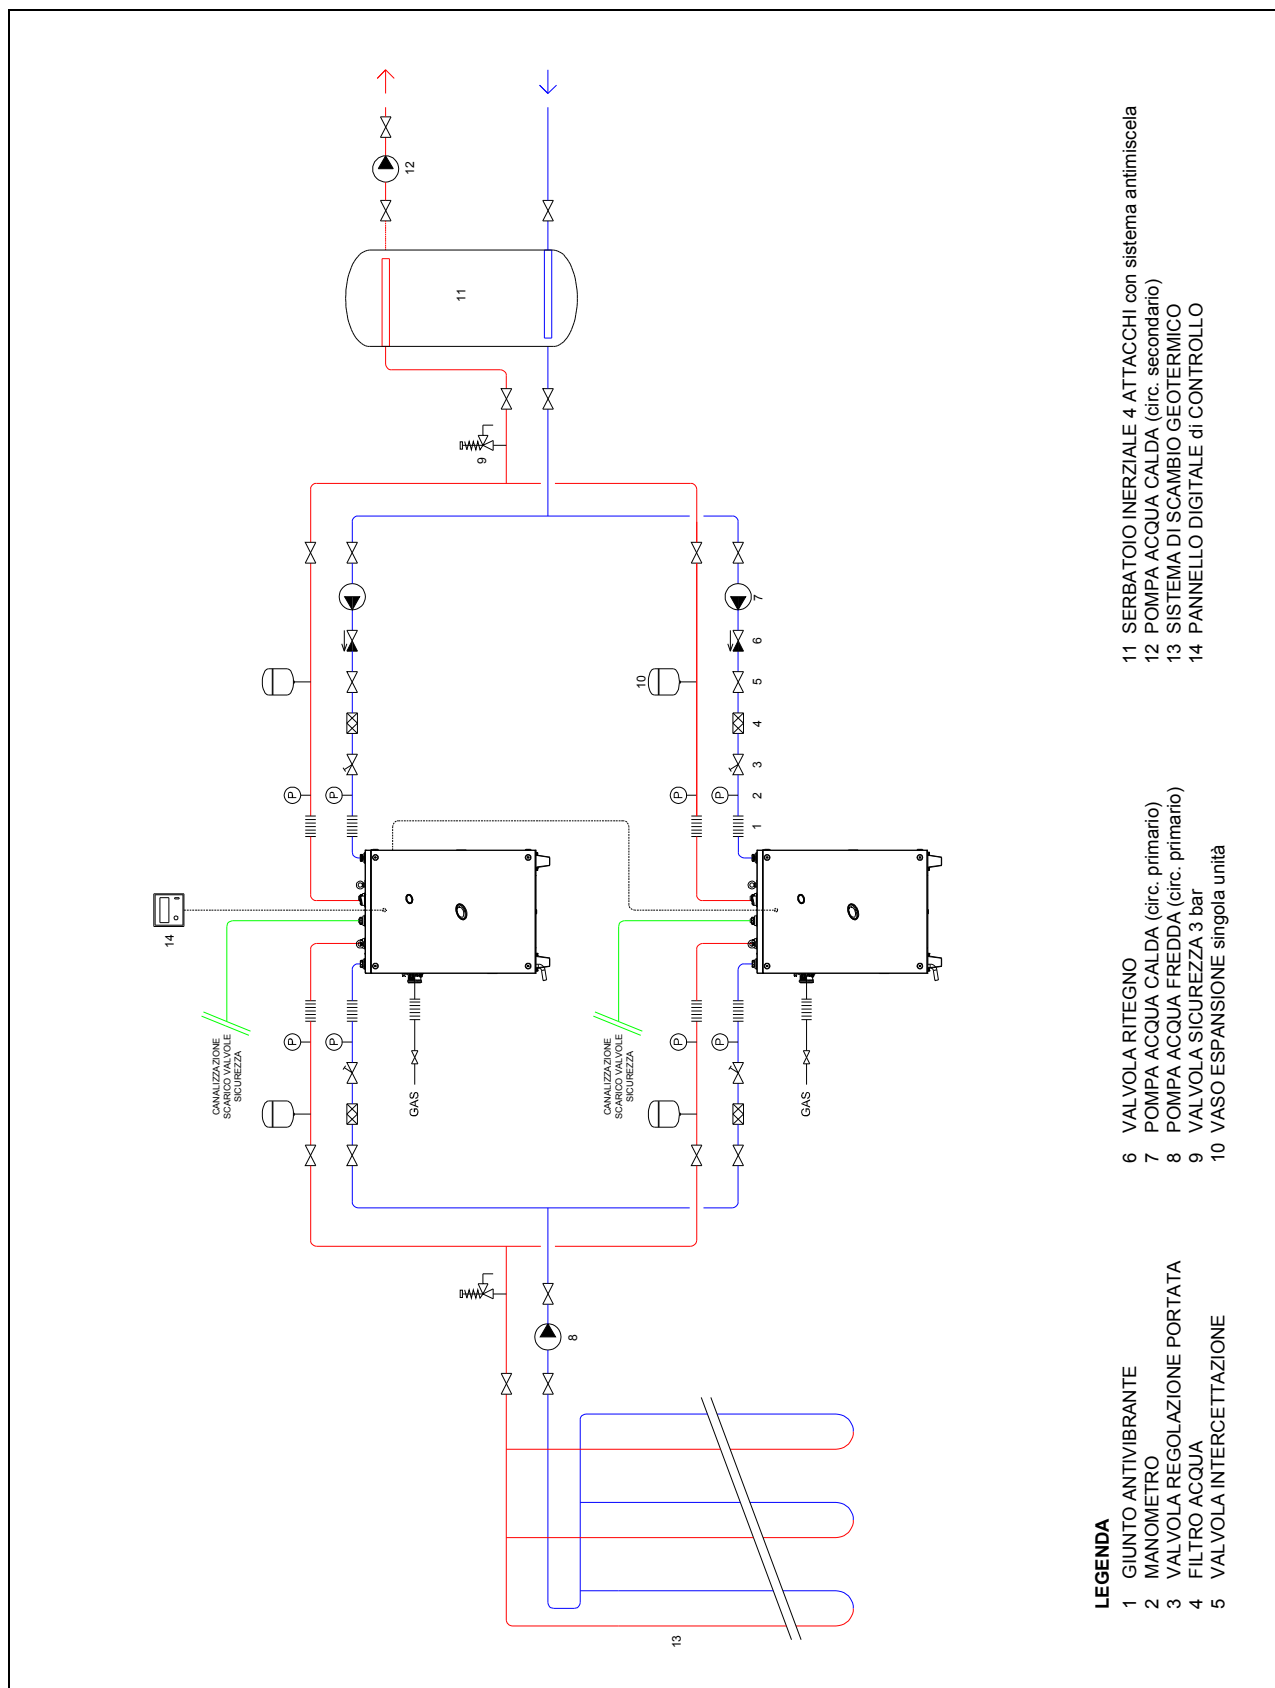 12
11
9
7
6
10
5
4
3
P
P
P
P
2
1
14
CANALIZZAZIONE
SCARICO VALVOLE
SICUREZZA
GAS
CANALIZZAZIONE
SCARICO VALVOLE
SICUREZZA
GAS
P
P
P
P
8
13
LEGENDA
1 GIUNTO ANTIVIBRANTE
2 MANOMETRO
3 VALVOLA REGOLAZIONE PORTATA
4 FILTRO ACQUA
5 VALVOLA INTERCETTAZIONE
6 VALVOLA RITEGNO
7 POMPA ACQUA CALDA (circ. primario)
8 POMPA ACQUA FREDDA (circ. primario)
9 VALVOLA SICUREZZA 3 bar
10 VASO ESPANSIONE singola unità
11 SERBATOIO INERZIALE 4 ATTACCHI con sistema antimiscela
12 POMPA ACQUA CALDA (circ. secondario)
13 SISTEMA DI SCAMBIO GEOTERMICO
14 PANNELLO DIGITALE di CONTROLLO